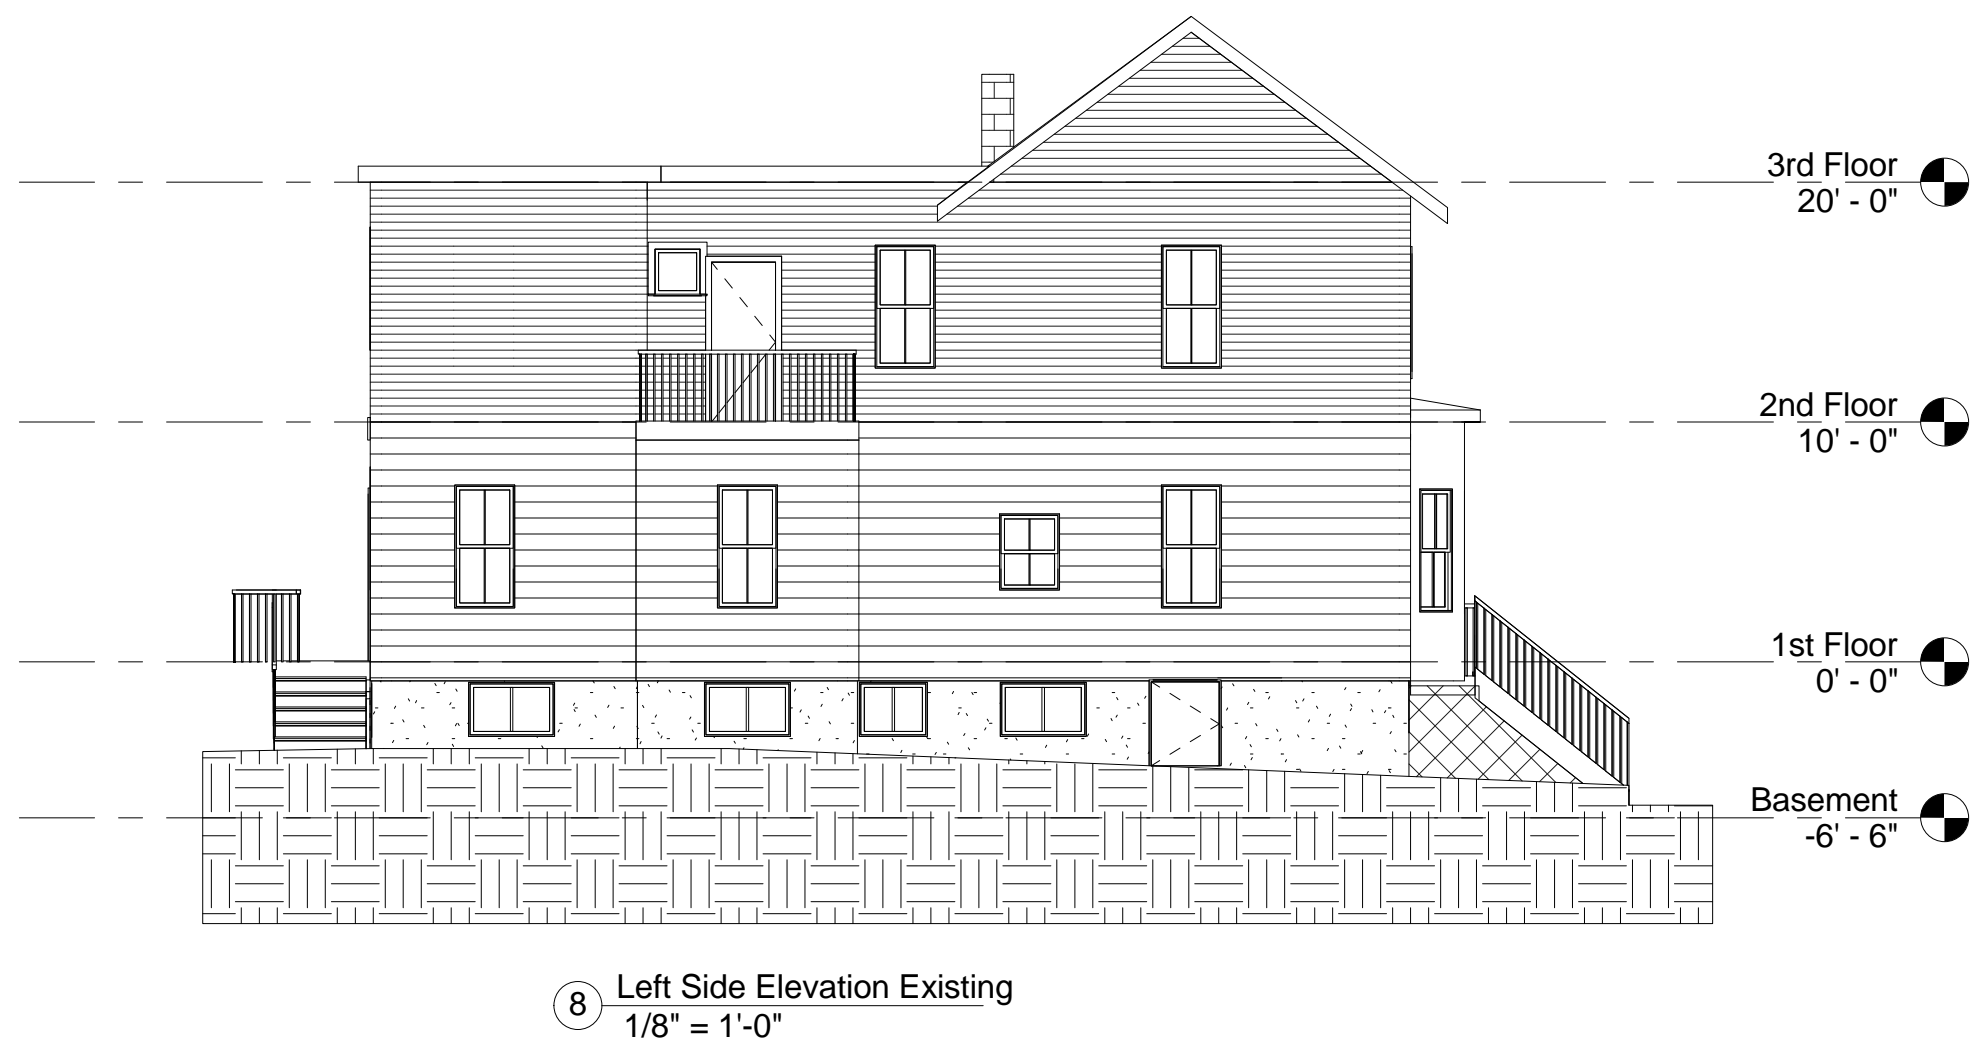 3rd Floor
20' - 0"
2nd Floor
10' - 0"
1st Floor
0' - 0"
Basement
-6' - 6"
8
Left Side Elevation Existing
1/8" = 1'-0"